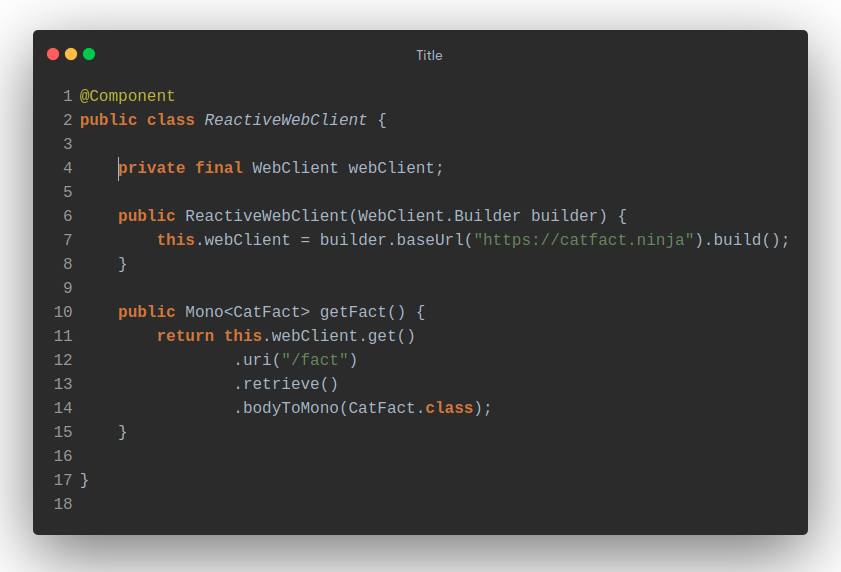 Title
1 @Component
2 public class ReactiveWebClient {
3
4     private final WebClient webClient;
5
6     public ReactiveWebClient(WebClient.Builder builder) {
7         this.webClient = builder.baseUrl("https://catfact.ninja").build();
8     }
9
10     public Mono<CatFact> getFact() {
11         return this.webClient.get()
12                 .uri("/fact")
13                 .retrieve()
14                 .bodyToMono(CatFact.class);
15     }
16
17 }
18